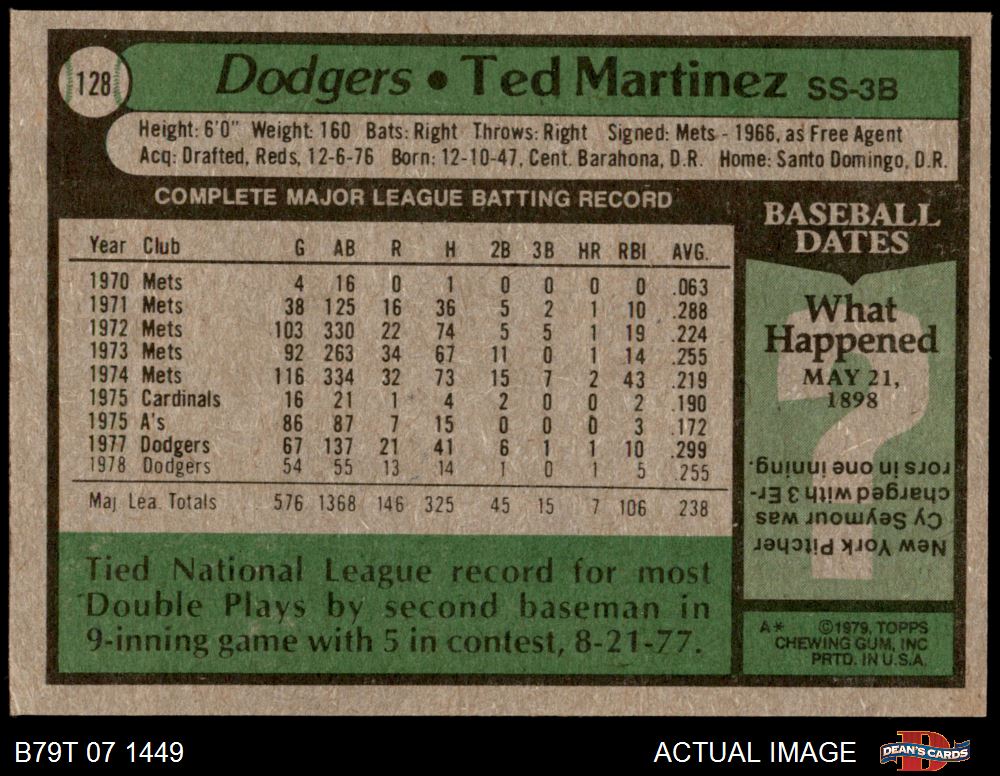 128
Dodgers • Ted Martinez SS-3B
Height: 6'0" Weight: 160 Bats: Right Throws: Right Signed: Mets - 1966, as Free Agent
Acq: Drafted, Reds, 12-6-76 Born: 12-10-47, Cent. Barahona, D.R. Home: Santo Domingo, D.R.
COMPLETE MAJOR LEAGUE BATTING RECORD
Year Club G AB R H 2B 3B HR RBI AVG.
1970 Mets 4 16 0 1 0 0 0 0 .063
1971 Mets 38 125 16 36 5 2 1 10 .288
1972 Mets 103 330 22 74 5 5 1 19 .224
1973 Mets 92 263 34 67 11 0 1 14 .255
1974 Mets 116 334 32 73 15 7 2 43 .219
1975 Cardinals 16 21 1 4 2 0 0 2 .190
1975 A's 86 87 7 15 0 0 0 3 .172
1977 Dodgers 67 137 21 41 6 1 1 10 .299
1978 Dodgers 54 55 13 14 1 0 1 5 .255
Maj Lea. Totals 576 1368 146 325 45 15 7 106 238
Tied National League record for most
Double Plays by second baseman in
9-inning game with 5 in contest, 8-21-77.
BASEBALL
DATES
What
Happened
MAY 21,
1898
New York Pitcher
Cy Seymour was
charged with 3 Er-
rors in one inning.
A* ©1979, TOPPS
CHEWING GUM, INC
PRTD. IN U.S.A.
B79T 07 1449
ACTUAL IMAGE
DEAN'S CARDS